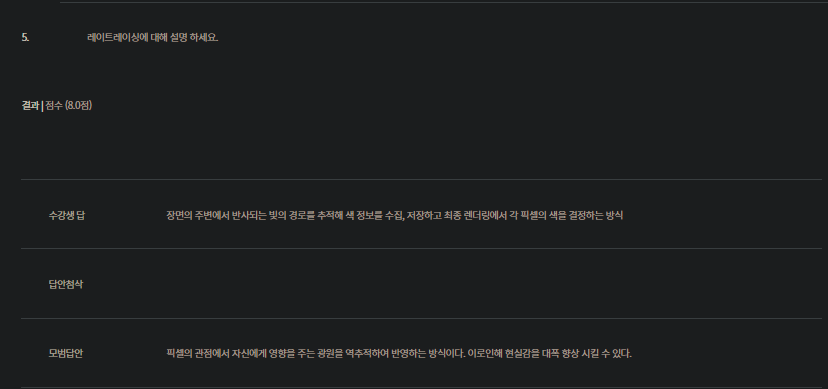 5. 레이트레이싱에 대해 설명 하세요.
결과 | 점수 (8.0점)
수강생 답 장면의 주변에서 반사되는 빛의 경로를 추적해 색 정보를 수집, 저장하고 최종 렌더링에서 각 픽셀의 색을 결정하는 방식
답안첨삭
모범답안 픽셀의 관점에서 자신에게 영향을 주는 광원을 역추적하여 반영하는 방식이다. 이로인해 현실감을 대폭 향상 시킬 수 있다.